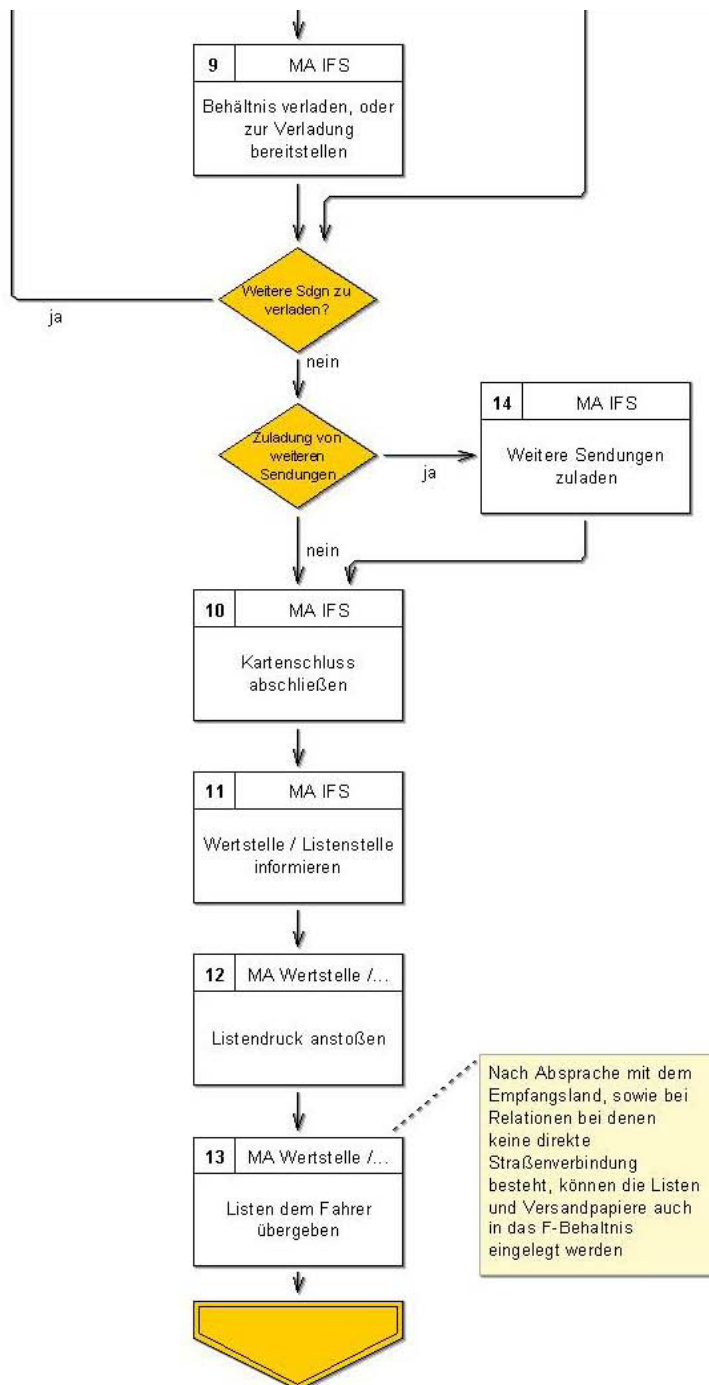 9 MA IFS
Behältnis verladen, oder
zur Verladung
bereitstellen
Weitere Sdgn zu
verladen?
ja
nein
14 MA IFS
Weitere Sendungen
zuladen
Zuladung von
weiteren
Sendungen
ja
nein
10 MA IFS
Kartenschluss
abschließen
11 MA IFS
Wertstelle / Listenstelle
informieren
12 MA Wertstelle /...
Listendruck anstoßen
Nach Absprache mit dem
Empfangsland, sowie bei
Relationen bei denen
keine direkte
Straßenverbindung
besteht, können die Listen
und Versandpapiere auch
in das F-Behaltnis
eingelegt werden
13 MA Wertstelle /...
Listen dem Fahrer
übergeben